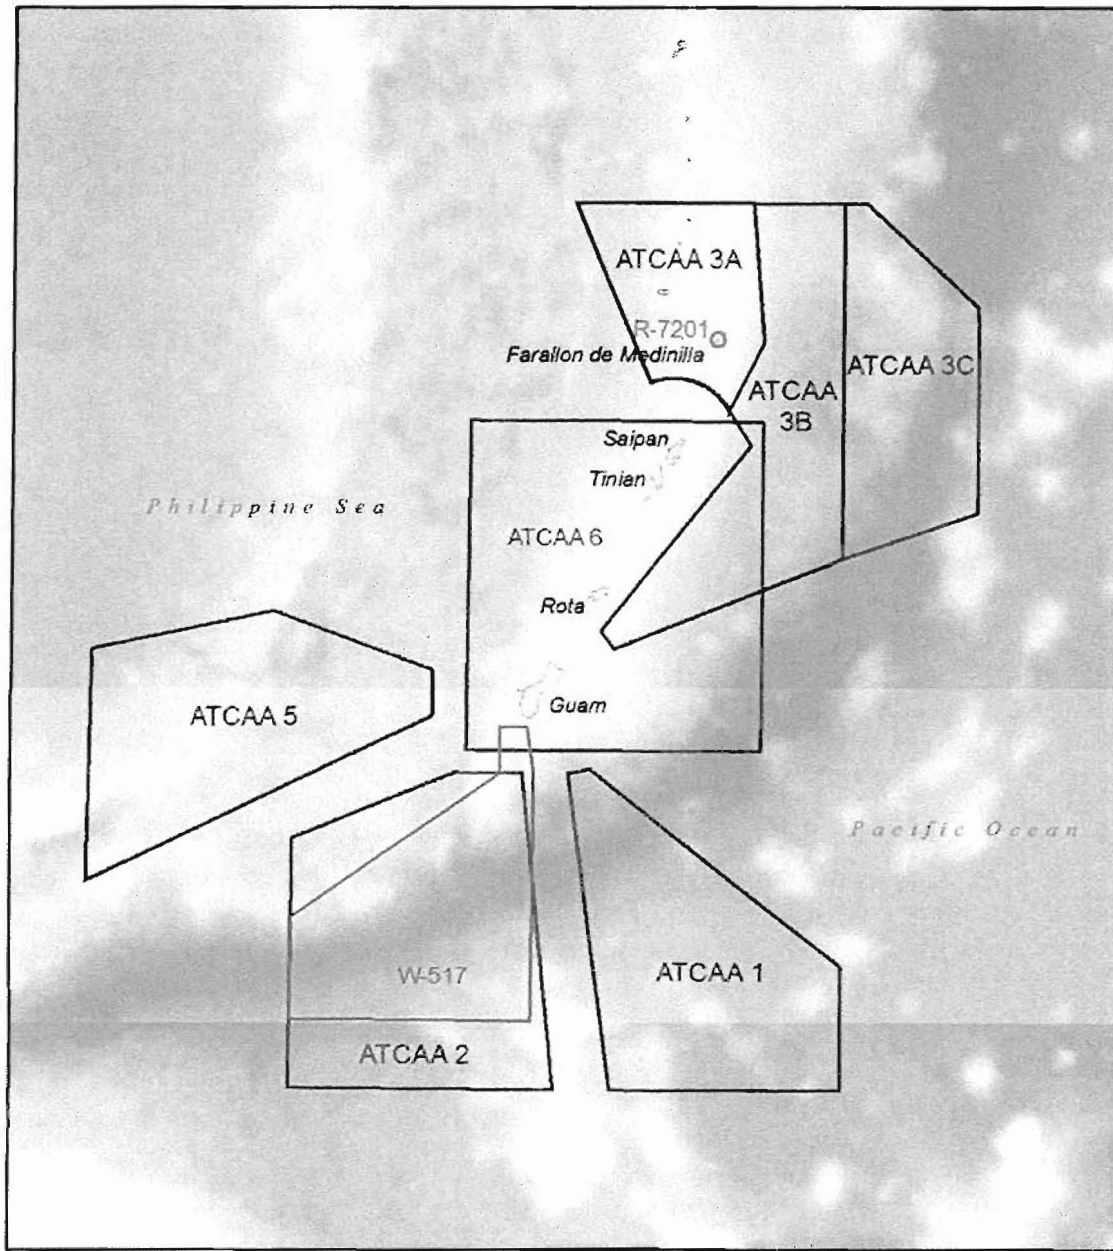 ATCAA 3A
R-7201
Farallon de Medinilla
ATCAA 3C
ATCAA
3B
Saipan
Tinian
Philippine Sea
ATCAA 6
Rota
Guam
ATCAA 5
Pacific Ocean
W-517
ATCAA 1
ATCAA 2